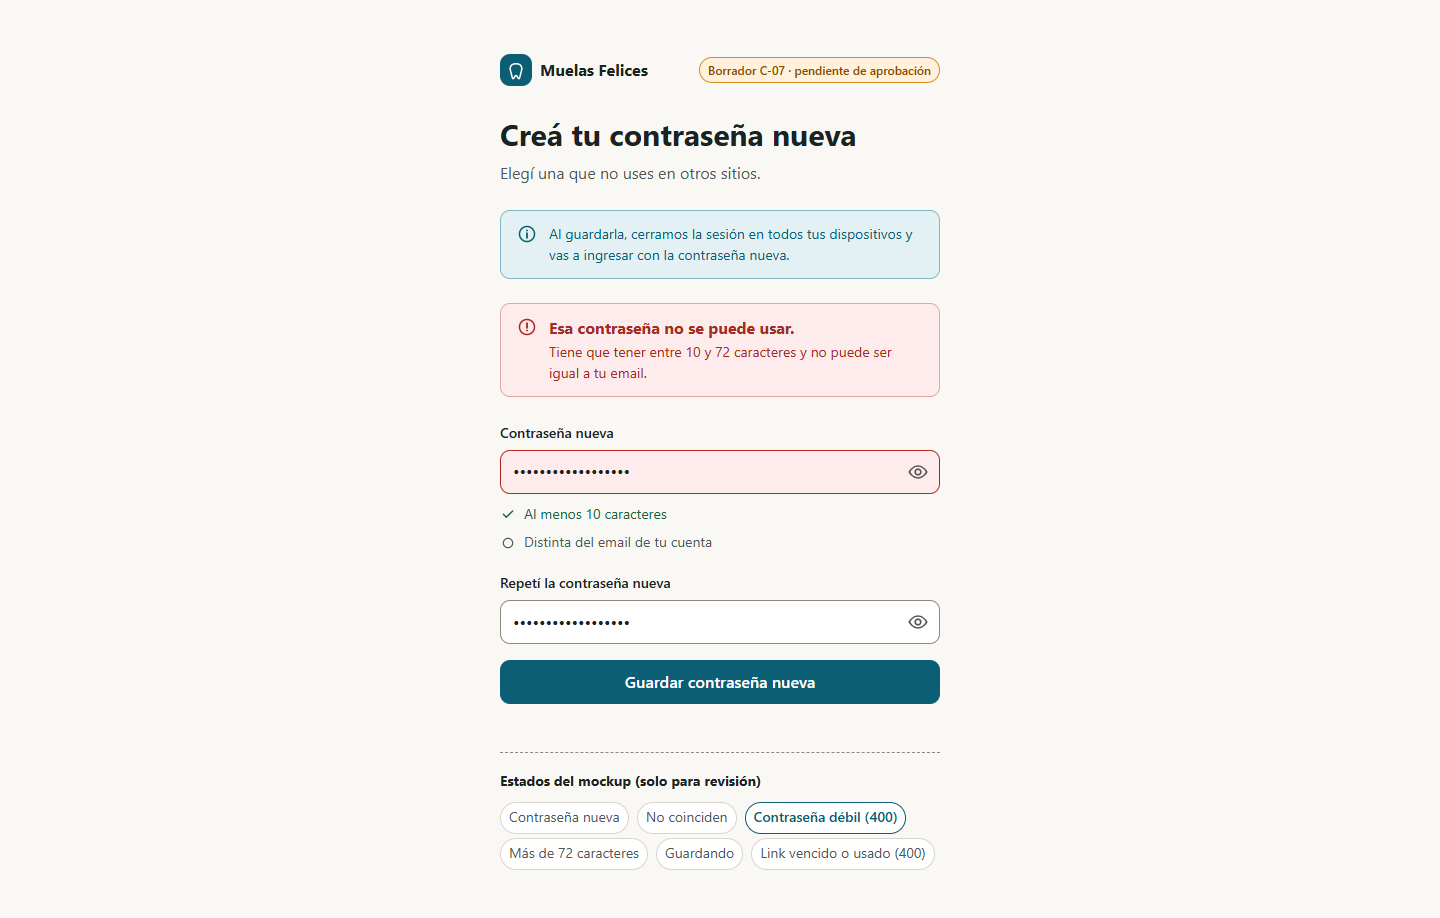 Muelas Felices
Borrador C-07 · pendiente de aprobación
Creá tu contraseña nueva
Elegí una que no uses en otros sitios.
Al guardarla, cerramos la sesión en todos tus dispositivos y
vas a ingresar con la contraseña nueva.
Esa contraseña no se puede usar.
Tiene que tener entre 10 y 72 caracteres y no puede ser
igual a tu email.
Contraseña nueva
••••••••••••••••••
Al menos 10 caracteres
Distinta del email de tu cuenta
Repetí la contraseña nueva
••••••••••••••••••
Guardar contraseña nueva
Estados del mockup (solo para revisión)
Contraseña nueva
No coinciden
Contraseña débil (400)
Más de 72 caracteres
Guardando
Link vencido o usado (400)